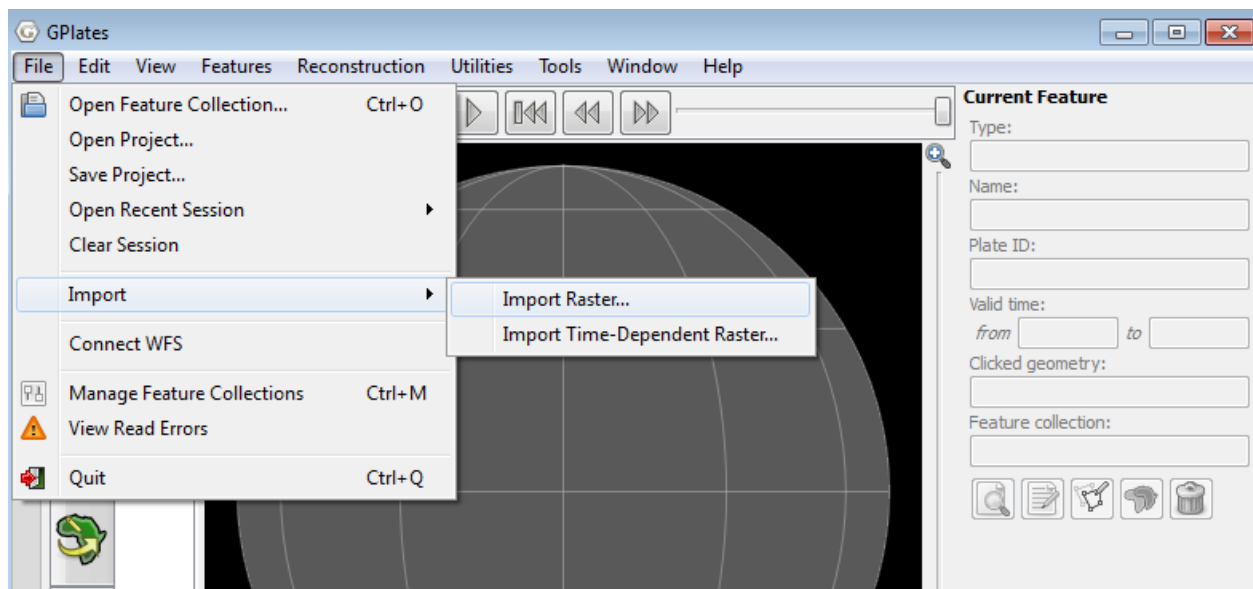 GPlates
File Edit View Features Reconstruction Utilities Tools Window Help
Open Feature Collection... Ctrl+O
Open Project...
Save Project...
Open Recent Session
Clear Session
Import
Import Raster...
Import Time-Dependent Raster...
Connect WFS
Manage Feature Collections Ctrl+M
View Read Errors
Quit Ctrl+Q
Current Feature
Type:
Name:
Plate ID:
Valid time:
from to
Clicked geometry:
Feature collection: